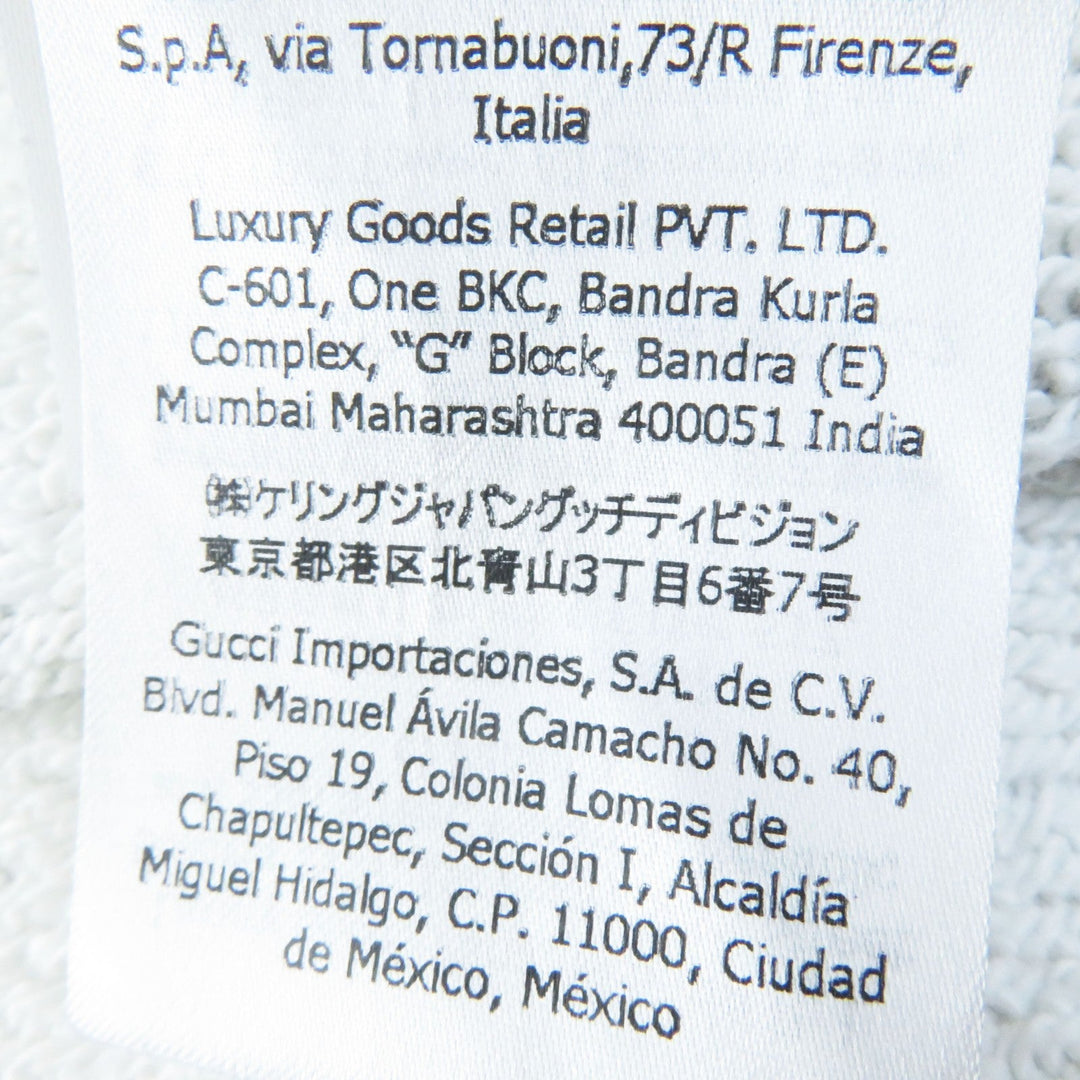 S.p.A, via Tornabuoni,73/R Firenze,
Italia
Luxury Goods Retail PVT. LTD.
C-601, One BKC, Bandra Kurla
Complex, “G” Block, Bandra (E)
Mumbai Maharashtra 400051 India
㈱ケリングジャパングッチディビジョン
東京都港区北青山3丁目6番7号
Gucci Importaciones, S.A. de C.V.
Blvd. Manuel Ávila Camacho No. 40,
Piso 19, Colonia Lomas de
Chapultepec, Sección I, Alcaldía
Miguel Hidalgo, C.P. 11000, Ciudad
de México, México